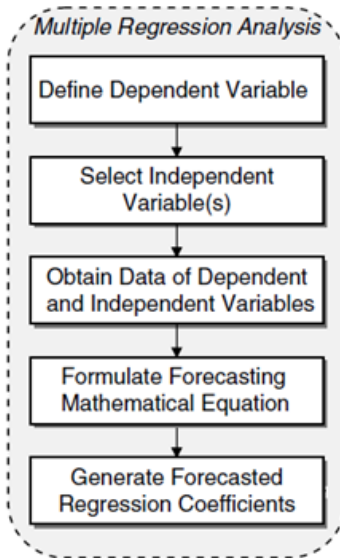 Multiple Regression Analysis
Define Dependent Variable
Select Independent
Variable(s)
Obtain Data of Dependent
and Independent Variables
Formulate Forecasting
Mathematical Equation
Generate Forecasted
Regression Coefficients